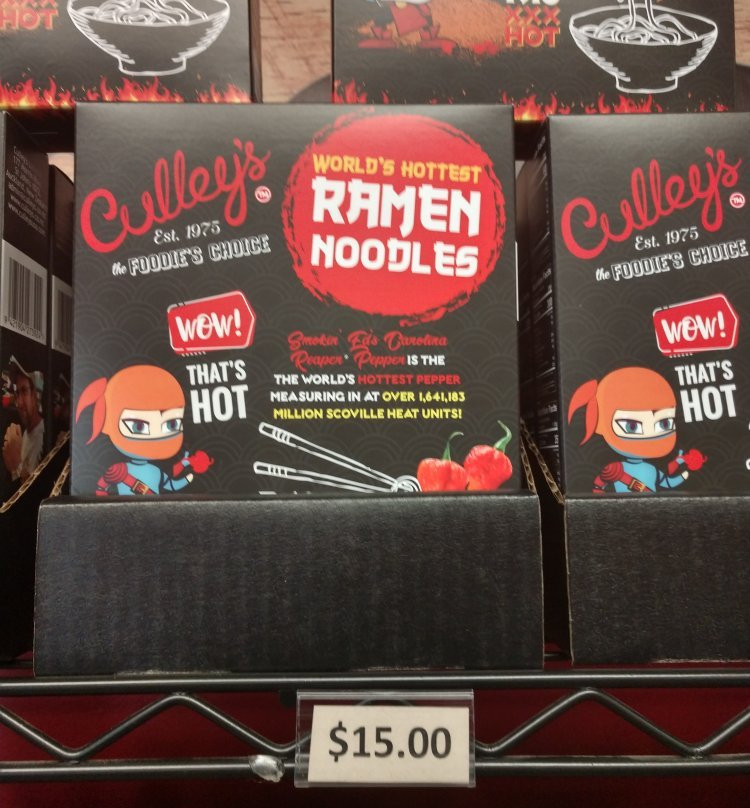 HOT
XXX
HOT
Culley's TM
Est. 1975
the FOODIE'S CHOICE
WORLD'S HOTTEST
RAMEN
NOODLES
WOW!
THAT'S
HOT
Smokin' Ed's Carolina
Reaper® Pepper IS THE
THE WORLD'S HOTTEST PEPPER
MEASURING IN AT OVER 1,641,183
MILLION SCOVILLE HEAT UNITS!
Culley's TM
Est. 1975
the FOODIE'S CHOICE
WOW!
THAT'S
HOT
$15.00